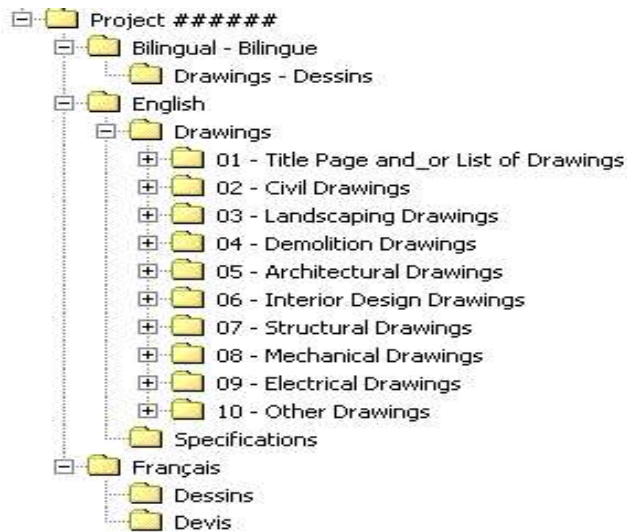 Project ######
Bilingual - Bilingue
Drawings - Dessins
English
Drawings
01 - Title Page and_or List of Drawings
02 - Civil Drawings
03 - Landscaping Drawings
04 - Demolition Drawings
05 - Architectural Drawings
06 - Interior Design Drawings
07 - Structural Drawings
08 - Mechanical Drawings
09 - Electrical Drawings
10 - Other Drawings
Specifications
Français
Dessins
Devis